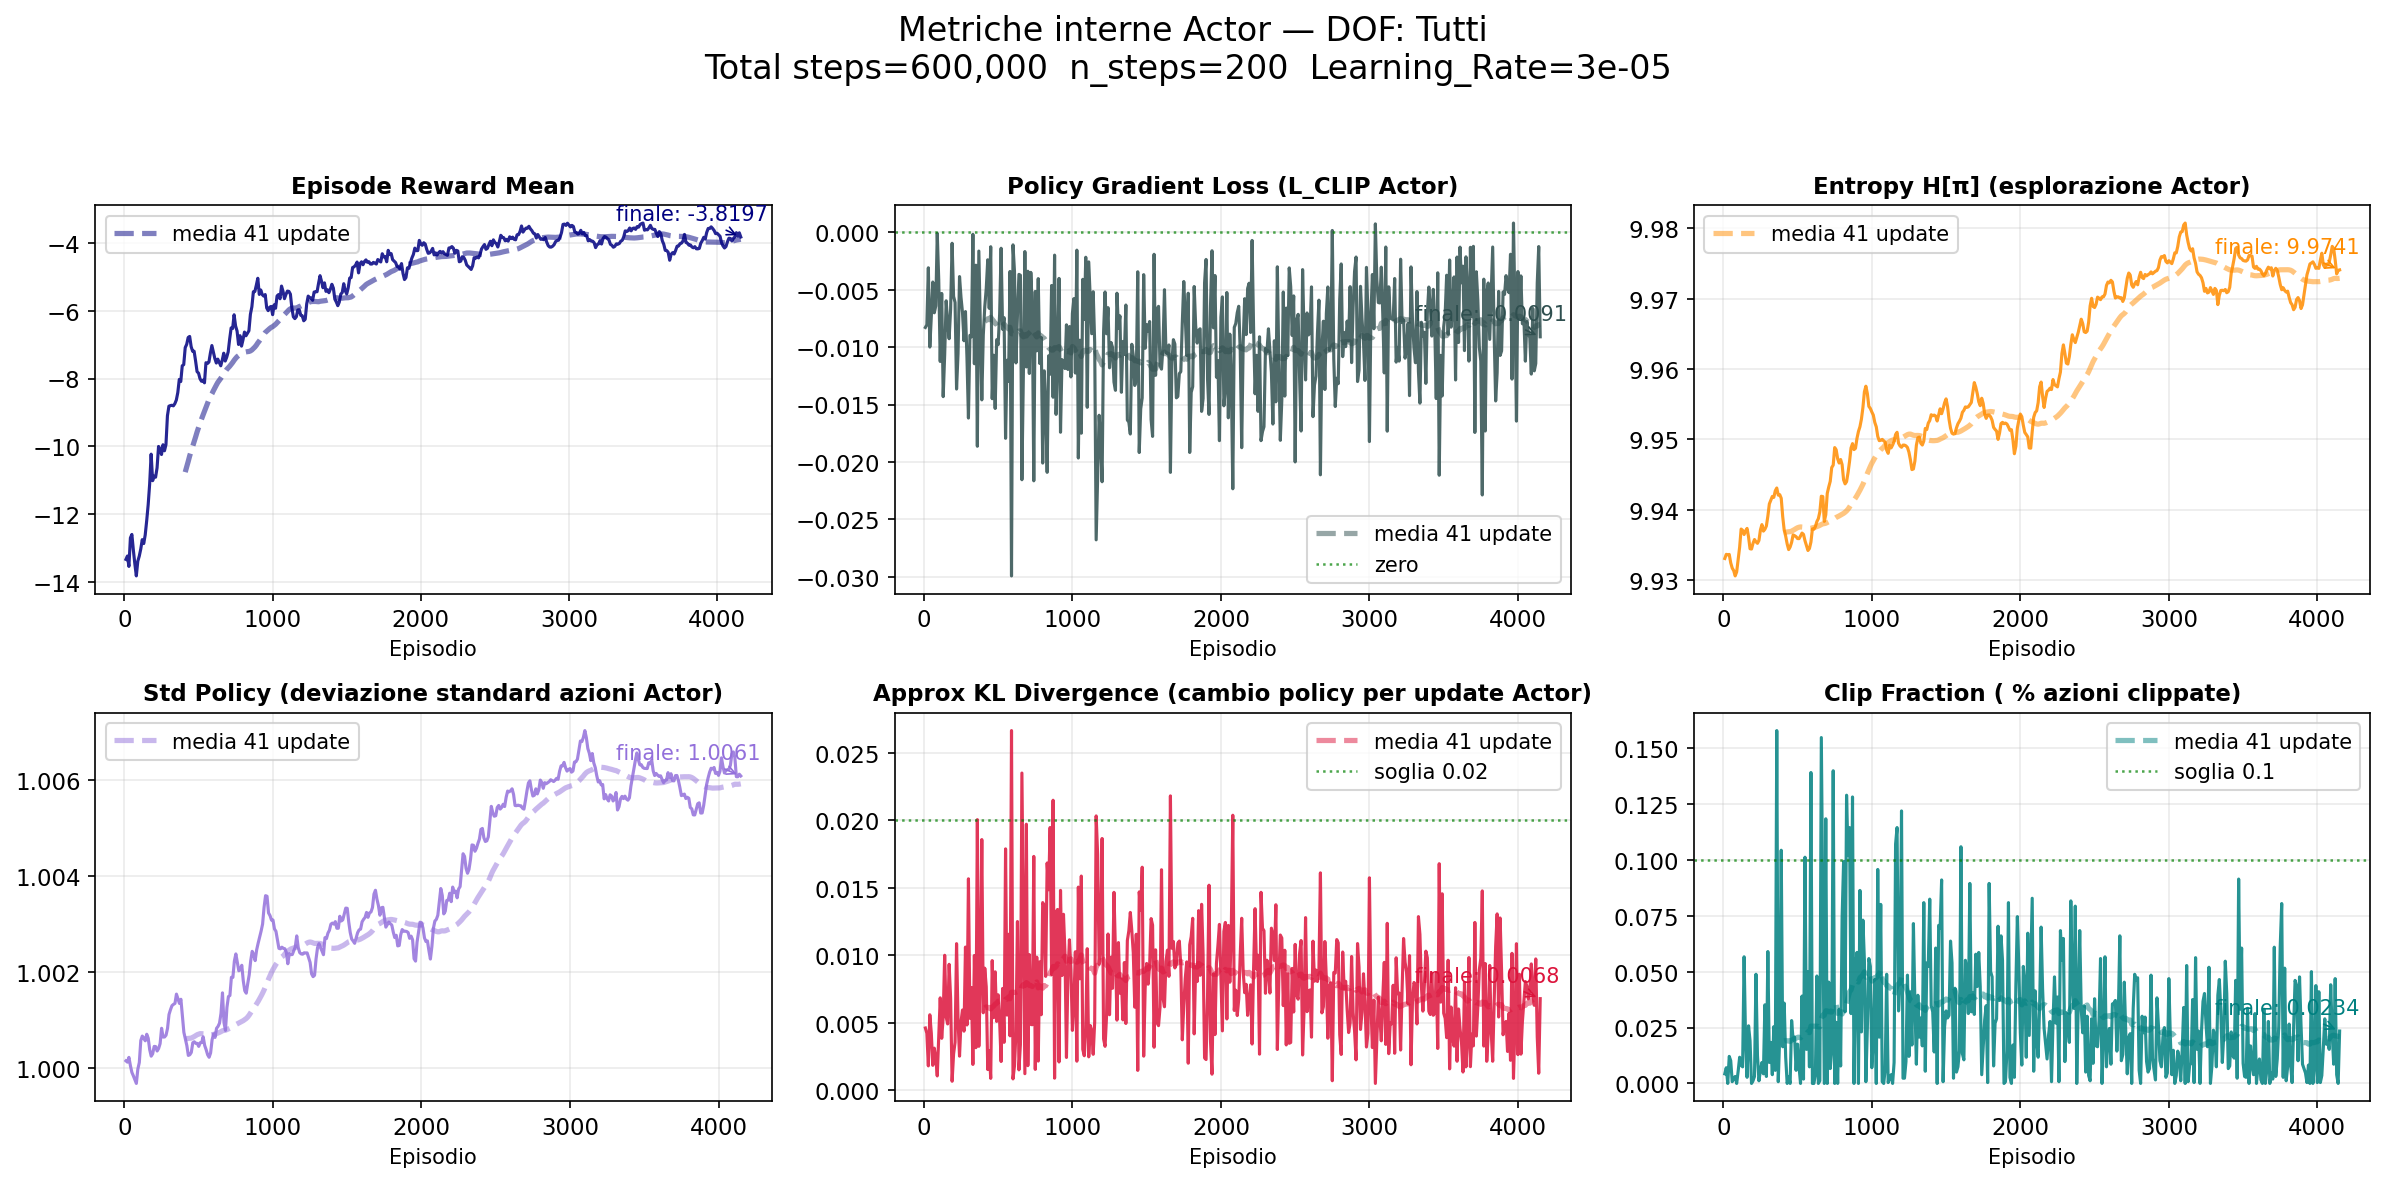 Metriche interne Actor — DOF: Tutti
Total steps=600,000  n_steps=200  Learning_Rate=3e-05
Episode Reward Mean
finale: -3.8197
media 41 update
−4
−6
−8
−10
−12
−14
0
1000
2000
3000
4000
Episodio
Policy Gradient Loss (L_CLIP Actor)
0.000
−0.005
−0.010
−0.015
−0.020
−0.025
−0.030
finale: -0.0091
media 41 update
zero
0
1000
2000
3000
4000
Episodio
Entropy H[π] (esplorazione Actor)
media 41 update
finale: 9.9741
9.98
9.97
9.96
9.95
9.94
9.93
0
1000
2000
3000
4000
Episodio
Std Policy (deviazione standard azioni Actor)
media 41 update
finale: 1.0061
1.006
1.004
1.002
1.000
0
1000
2000
3000
4000
Episodio
Approx KL Divergence (cambio policy per update Actor)
media 41 update
soglia 0.02
0.025
0.020
0.015
0.010
0.005
0.000
finale: 0.0068
0
1000
2000
3000
4000
Episodio
Clip Fraction ( % azioni clippate)
media 41 update
soglia 0.1
0.150
0.125
0.100
0.075
0.050
0.025
0.000
finale: 0.0234
0
1000
2000
3000
4000
Episodio